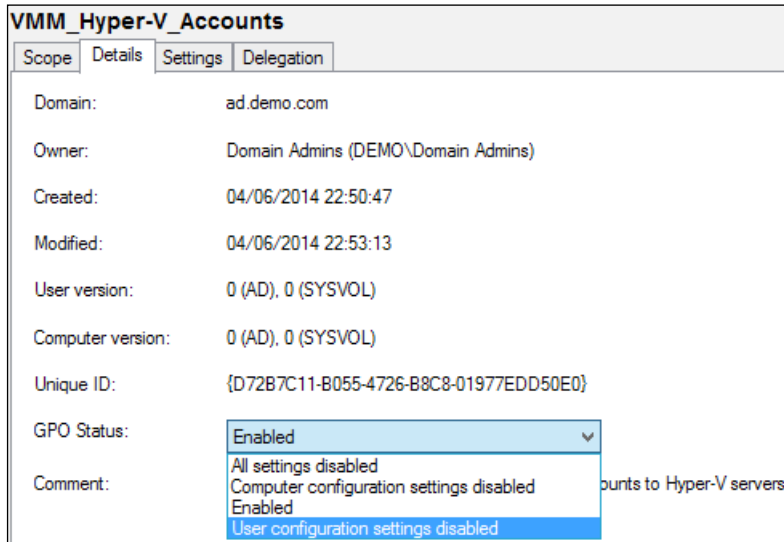 VMM_Hyper-V_Accounts
Scope Details Settings Delegation
Domain: ad.demo.com
Owner: Domain Admins (DEMO\Domain Admins)
Created: 04/06/2014 22:50:47
Modified: 04/06/2014 22:53:13
User version: 0 (AD), 0 (SYSVOL)
Computer version: 0 (AD), 0 (SYSVOL)
Unique ID: {D72B7C11-B055-4726-B8C8-01977EDD50E0}
GPO Status: Enabled
All settings disabled
Comment: Computer configuration settings disabled ounts to Hyper-V servers
Enabled
User configuration settings disabled